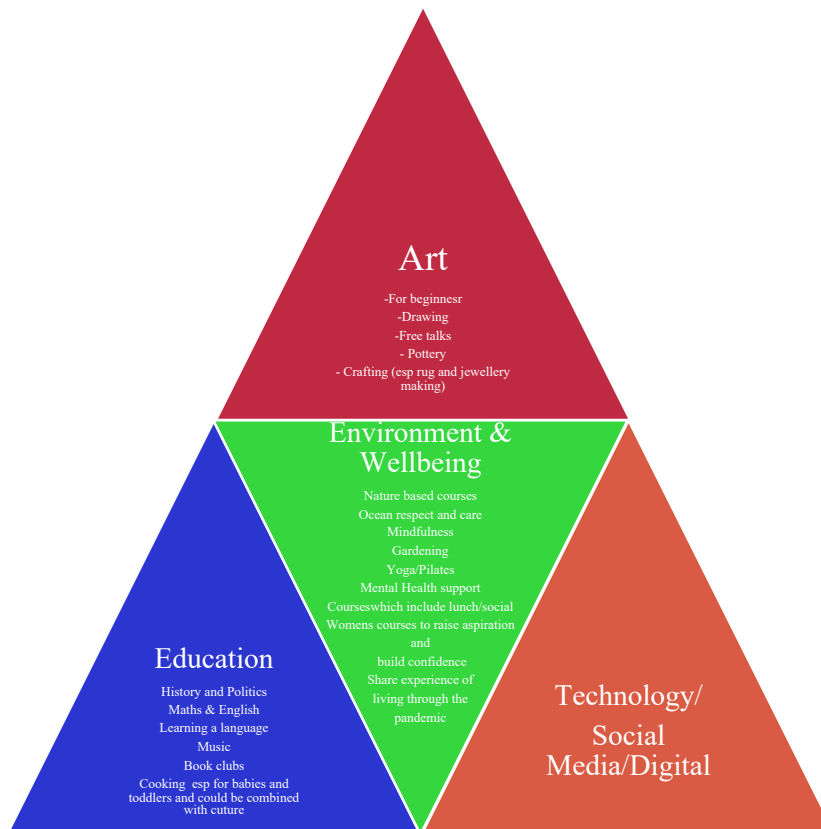 Art
-For beginnesr
-Drawing
-Free talks
- Pottery
- Crafting (esp rug and jewellery
making)
Environment &
Wellbeing
Nature based courses
Ocean respect and care
Mindfulness
Gardening
Yoga/Pilates
Mental Health support
Courseswhich include lunch/social
Womens courses to raise aspiration
and
build confidence
Share experience of
living through the
pandemic
Education
History and Politics
Maths & English
Learning a language
Music
Book clubs
Cooking  esp for babies and
toddlers and could be combined
with cuture
Technology/
Social
Media/Digital